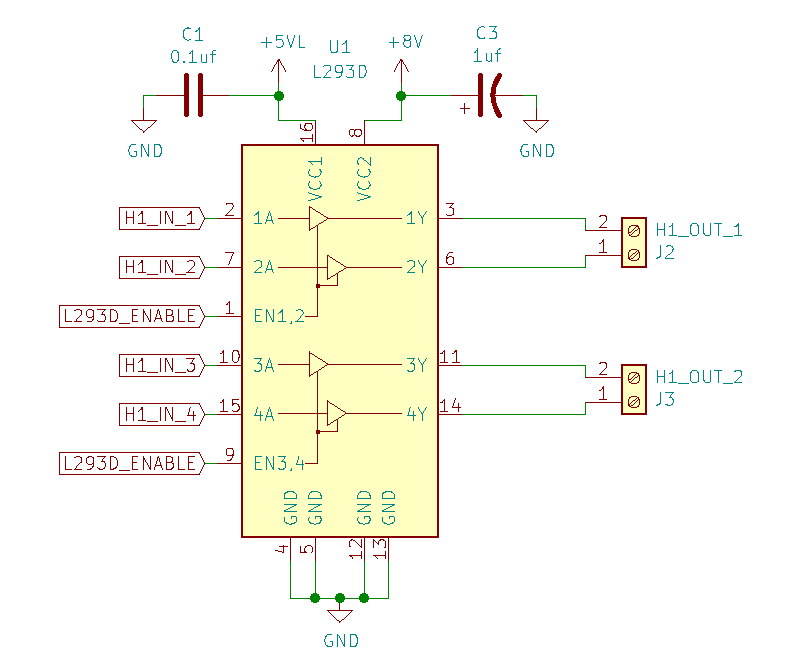 C1
0.1uf
+5VL
U1
L293D
+8V
C3
1uf
+
GND
GND
16
8
VCC1
VCC2
H1_IN_1
2
1A
1Y
3
2
H1_OUT_1
1
J2
H1_IN_2
7
2A
2Y
6
L293D_ENABLE
1
EN1,2
H1_IN_3
10
3A
3Y
11
2
H1_OUT_2
1
J3
H1_IN_4
15
4A
4Y
14
L293D_ENABLE
9
EN3,4
GND
GND
GND
GND
4
5
12
13
GND